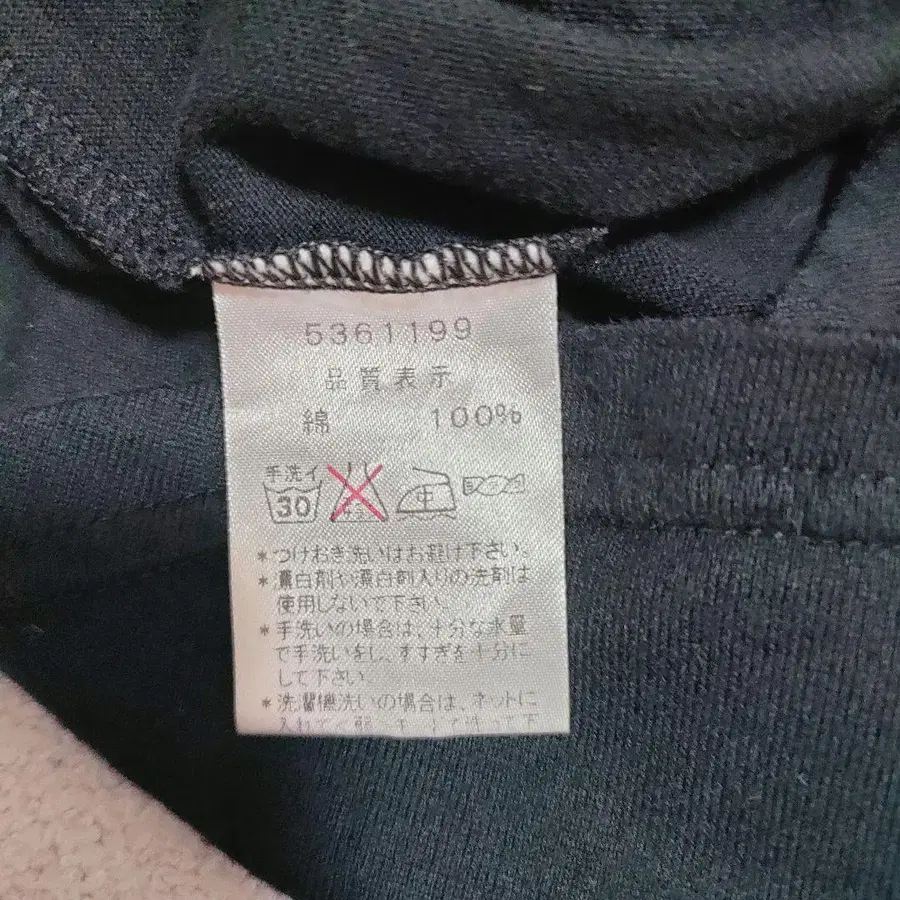 5361199
品質表示
綿 100%
手洗イ
30
中
*つけおき洗いはお避け下さい。
*漂白剤や漂白剤入りの洗剤は
使用しないで下さい。
*手洗いの場合は、十分な水量
で手洗いをし、すすぎを十分に
して下さい。
*洗濯機洗いの場合は、ネットに
入れて